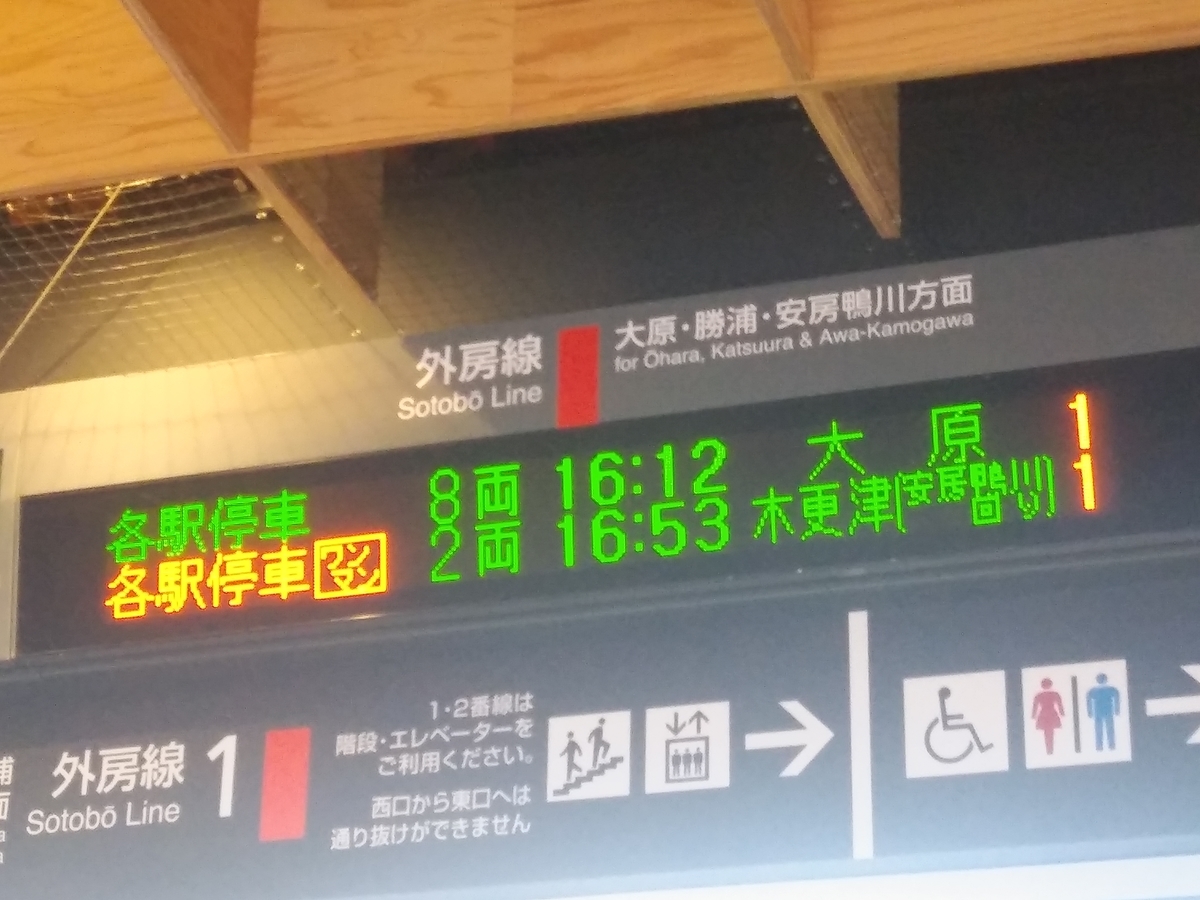 外房線
Sotobō Line
大原・勝浦・安房鴨川方面
for Ōhara, Katsuura & Awa-Kamogawa
各駅停車 8両 16:12 大原 1
各駅停車 ワンマン 2両 16:53 木更津(安房鴨川) 1
外房線 1
Sotobō Line
1・2番線は
階段・エレベーターを
ご利用ください。
西口から東口へは
通り抜けができません